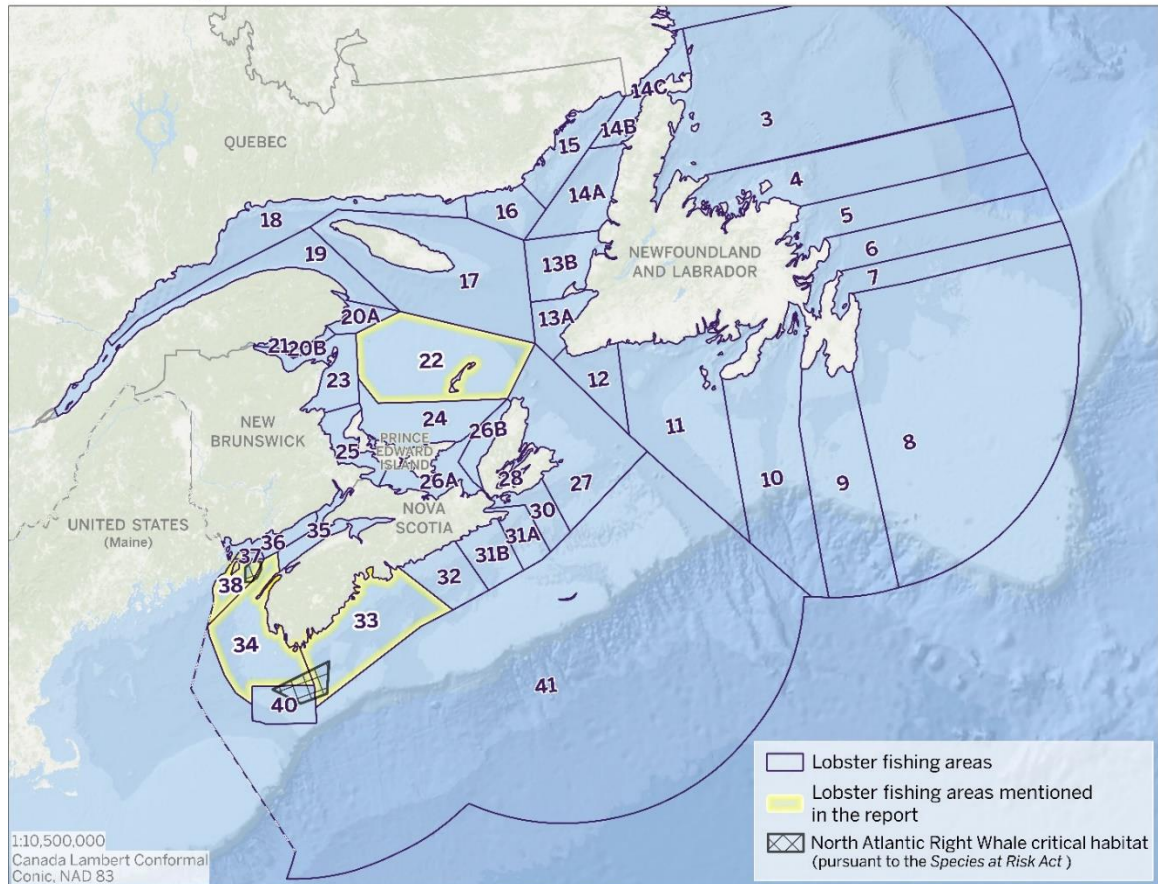 14C
3
QUEBEC
14B
15
4
14A
16
5
18
NEWFOUNDLAND
AND LABRADOR
6
19
13B
7
17
20A
13A
21
20B
22
12
23
24
11
8
NEW
BRUNSWICK
PRINCE
EDWARD
ISLAND
26B
25
28
27
10
9
26A
NOVA
SCOTIA
30
UNITED STATES
(Maine)
35
31A
36
31B
37
32
38
33
34
41
40
Lobster fishing areas
Lobster fishing areas mentioned
in the report
North Atlantic Right Whale critical habitat
(pursuant to the Species at Risk Act )
1:10,500,000
Canada Lambert Conformal
Conic, NAD 83